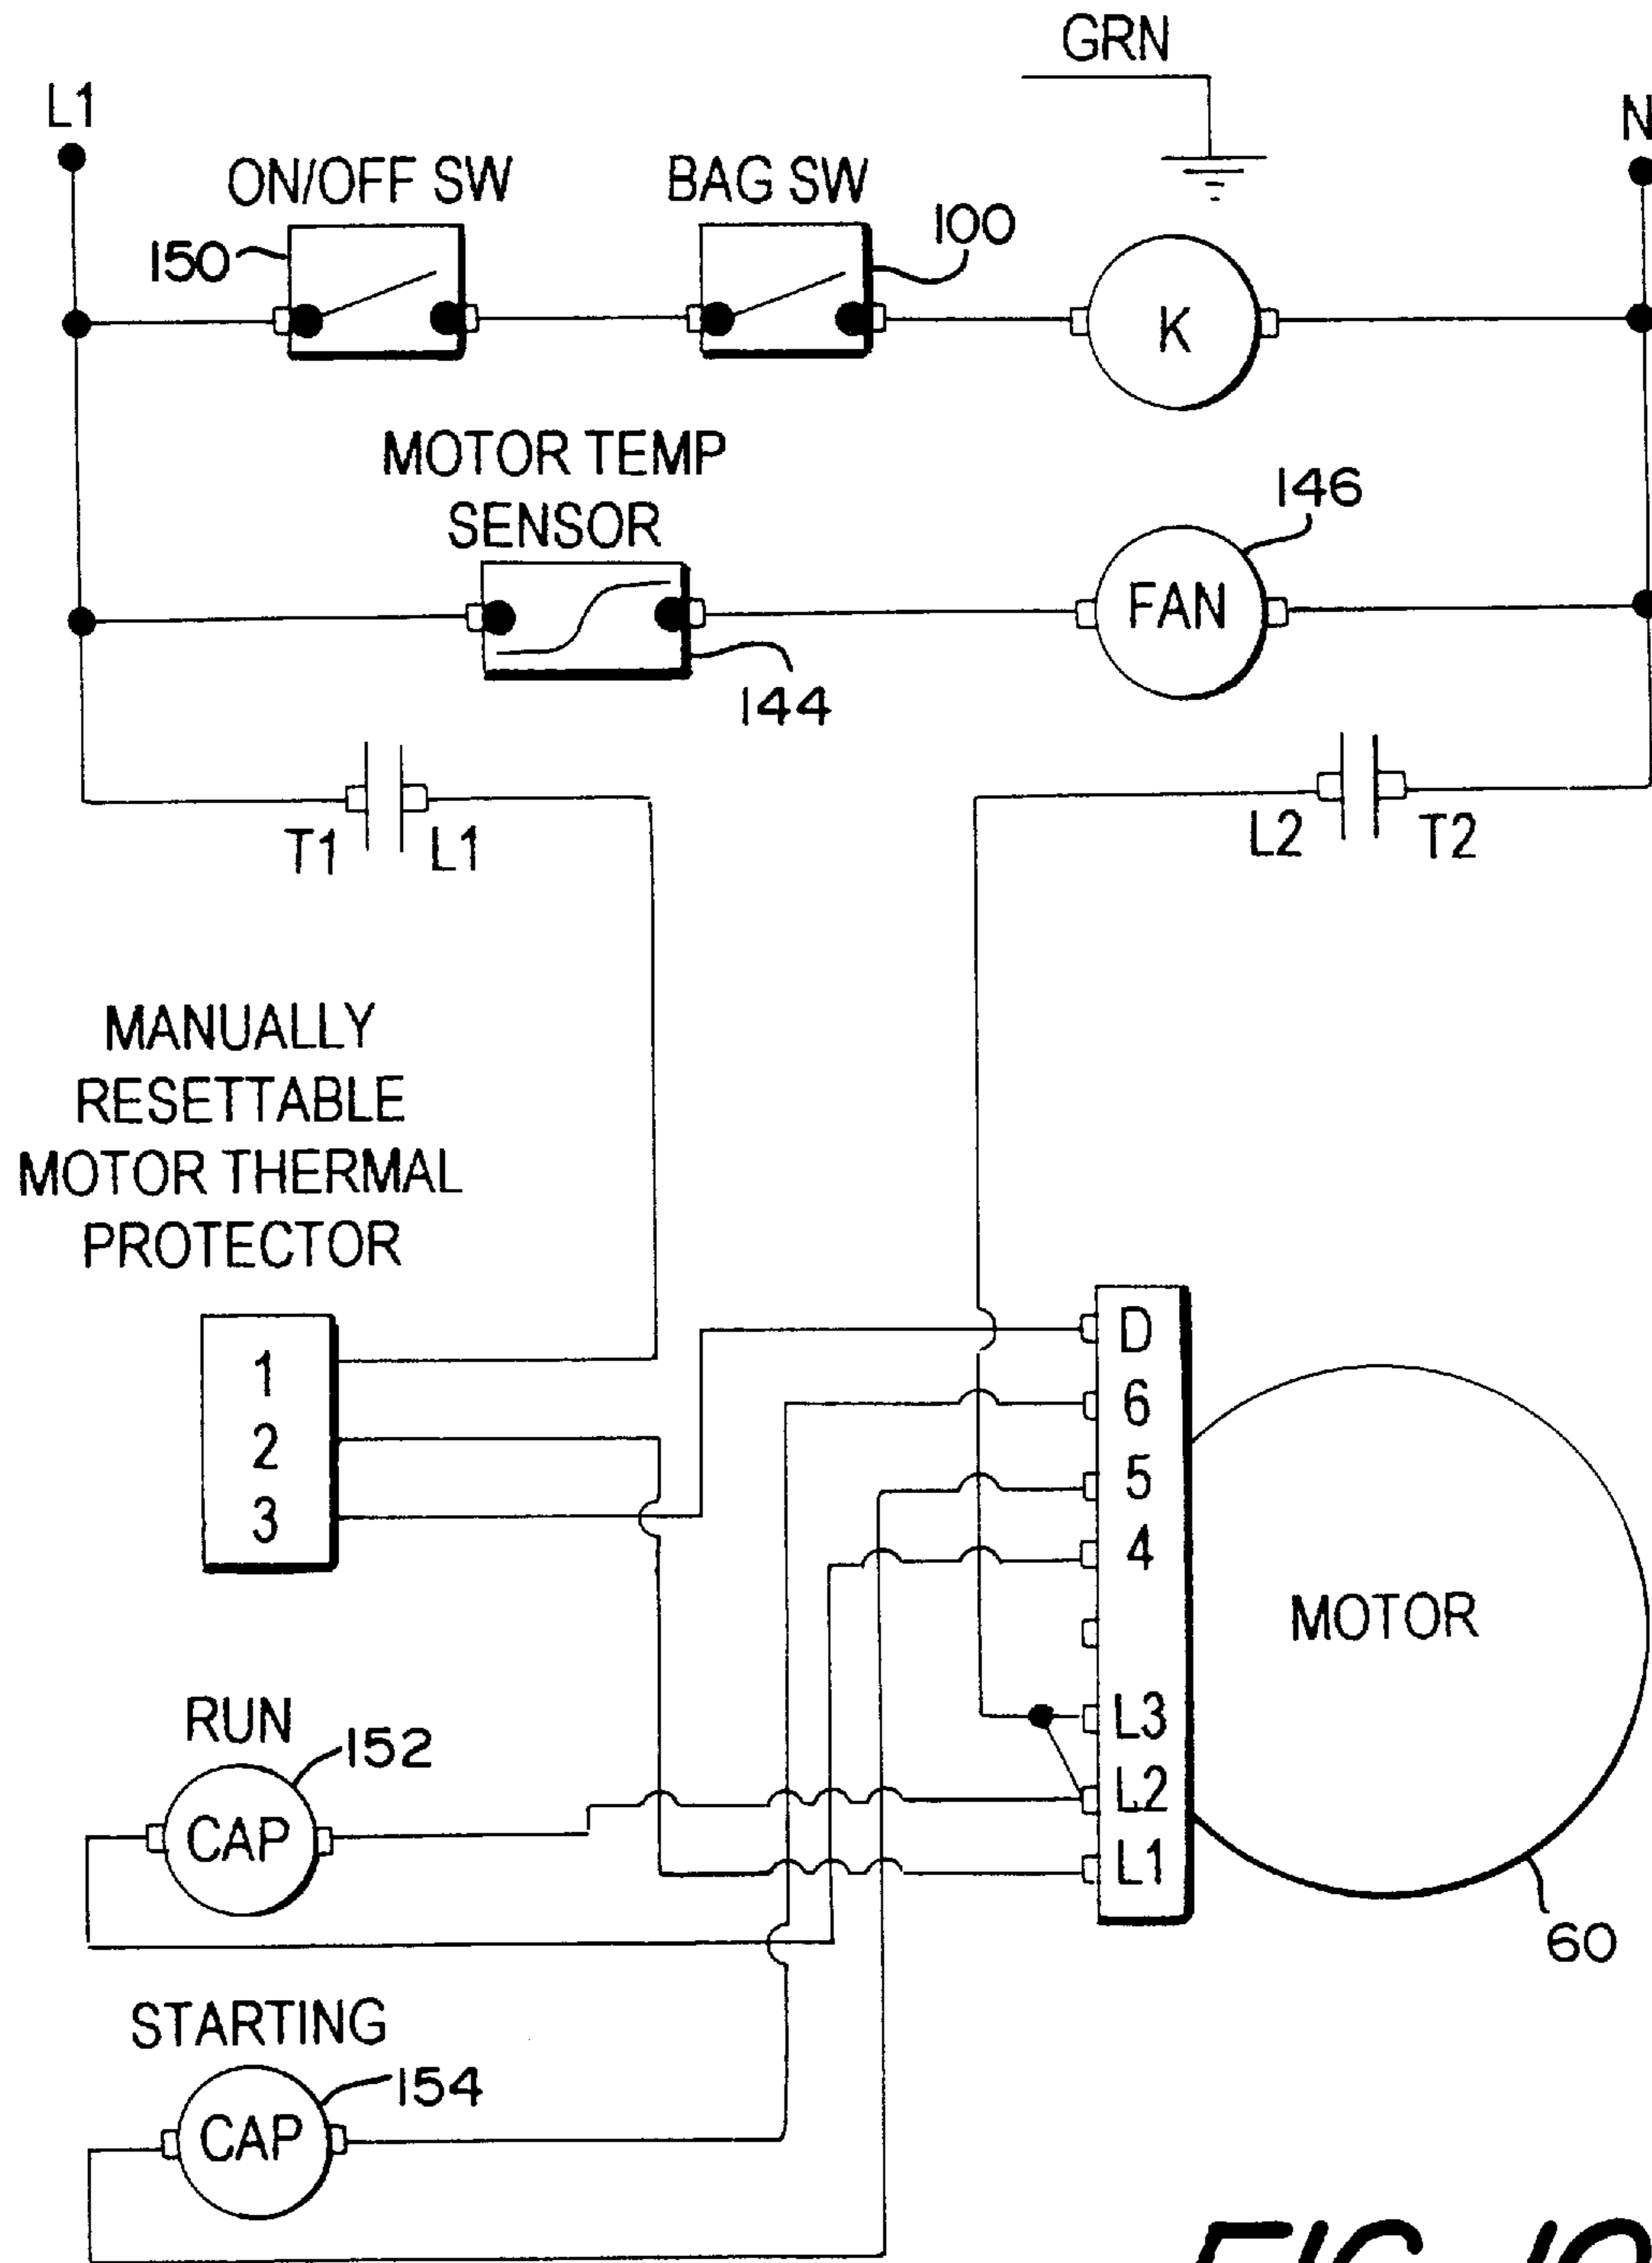 GRN
L1
N
ON/OFF SW
BAG SW
150
100
K
MOTOR TEMP
SENSOR
146
FAN
144
T1
L1
L2
T2
MANUALLY
RESETTABLE
MOTOR THERMAL
PROTECTOR
1
2
3
D
6
5
4
L3
L2
L1
MOTOR
60
RUN
152
CAP
STARTING
154
CAP